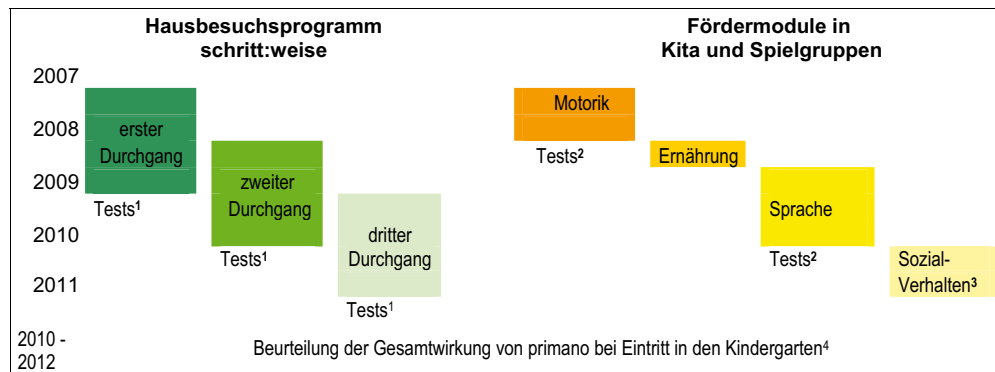 Hausbesuchsprogramm
schritt:weise
Fördermodule in
Kita und Spielgruppen
2007
Motorik
2008
erster
Durchgang
Tests²
Ernährung
2009
zweiter
Durchgang
Tests¹
Sprache
2010
dritter
Durchgang
Tests¹
Tests²
Sozial-
Verhalten³
2011
Tests¹
2010 -
2012
Beurteilung der Gesamtwirkung von primano bei Eintritt in den Kindergarten⁴